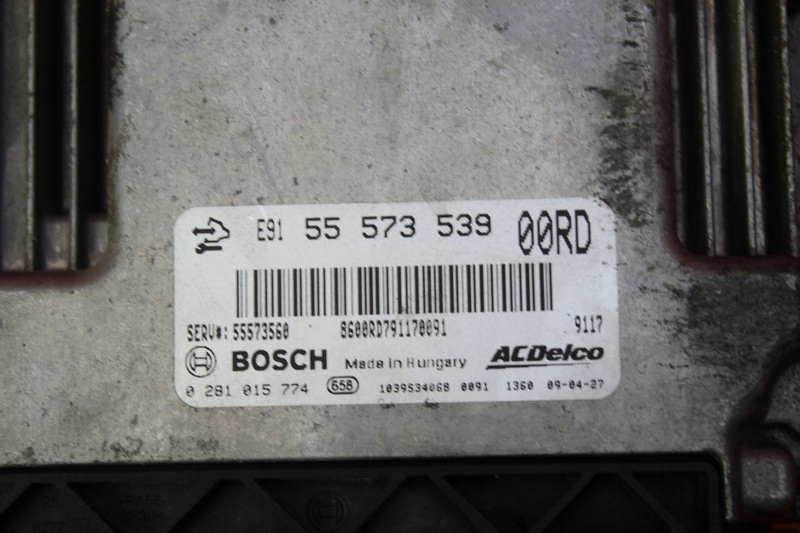 E91 55 573 539 00RD
SERV#: 55573560 8600RD791170091 9117
BOSCH Made in Hungary ACDelco
0 281 015 774 658 1039S34068 0091 1360 09-04-27